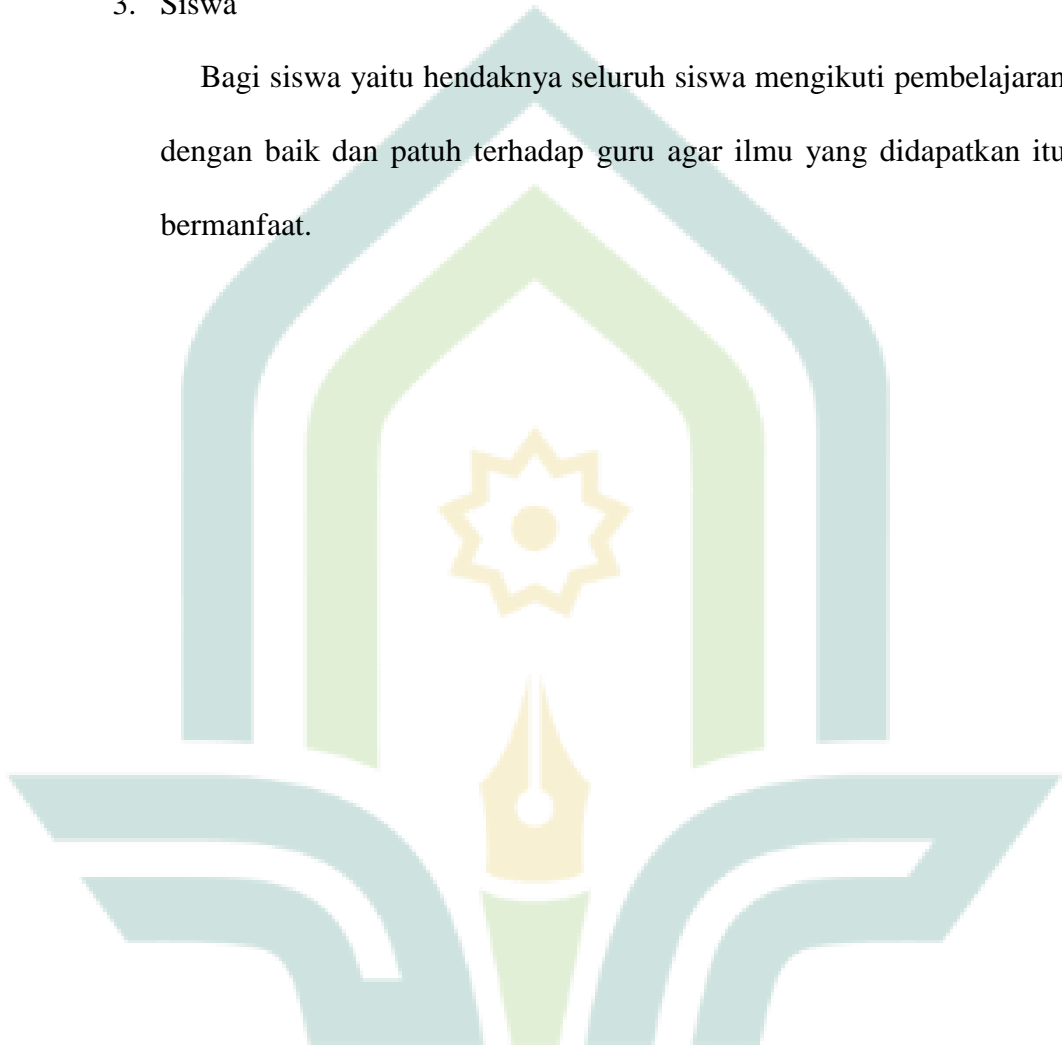 3. Siswa
Bagi siswa yaitu hendaknya seluruh siswa mengikuti pembelajaran
dengan baik dan patuh terhadap guru agar ilmu yang didapatkan itu
bermanfaat.